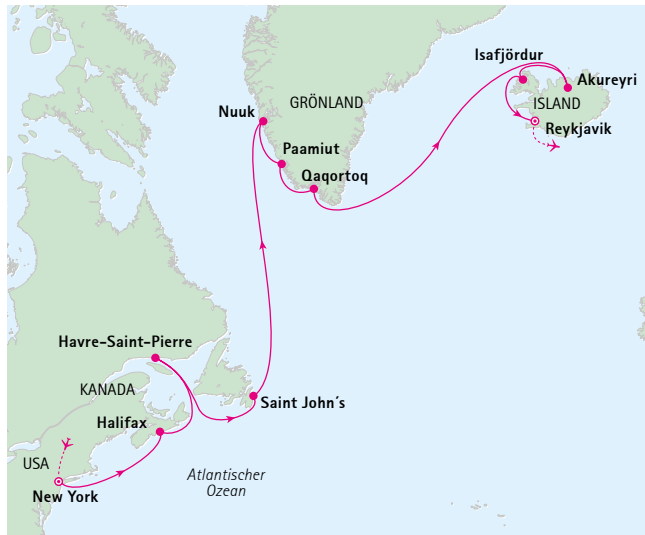 Isafjördur
Akureyri
GRÖNLAND
ISLAND
Nuuk
Reykjavik
Paamiut
Qaqortoq
Havre-Saint-Pierre
KANADA
Saint John´s
Halifax
USA
Atlantischer
Ozean
New York